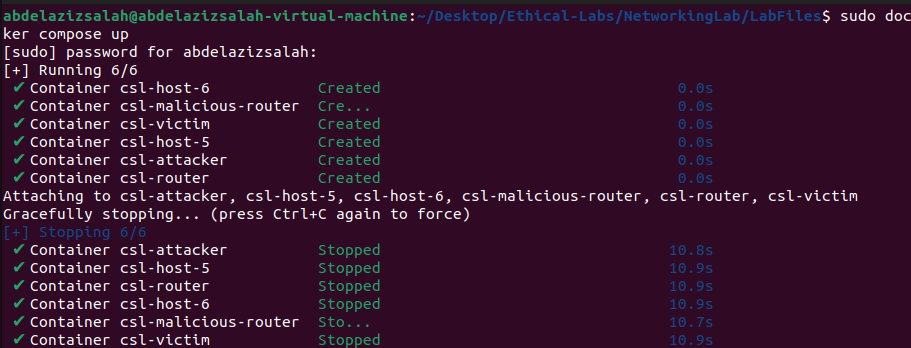 abdelazizsalah@abdelazizsalah-virtual-machine:~/Desktop/Ethical-Labs/NetworkingLab/LabFiles$ sudo doc
ker compose up
[sudo] password for abdelazizsalah:
[+] Running 6/6
✔ Container csl-host-6 Created 0.0s
✔ Container csl-malicious-router Cre... 0.0s
✔ Container csl-victim Created 0.0s
✔ Container csl-host-5 Created 0.0s
✔ Container csl-attacker Created 0.0s
✔ Container csl-router Created 0.0s
Attaching to csl-attacker, csl-host-5, csl-host-6, csl-malicious-router, csl-router, csl-victim
Gracefully stopping... (press Ctrl+C again to force)
[+] Stopping 6/6
✔ Container csl-attacker Stopped 10.8s
✔ Container csl-host-5 Stopped 10.9s
✔ Container csl-router Stopped 10.9s
✔ Container csl-host-6 Stopped 10.9s
✔ Container csl-malicious-router Sto... 10.7s
✔ Container csl-victim Stopped 10.9s